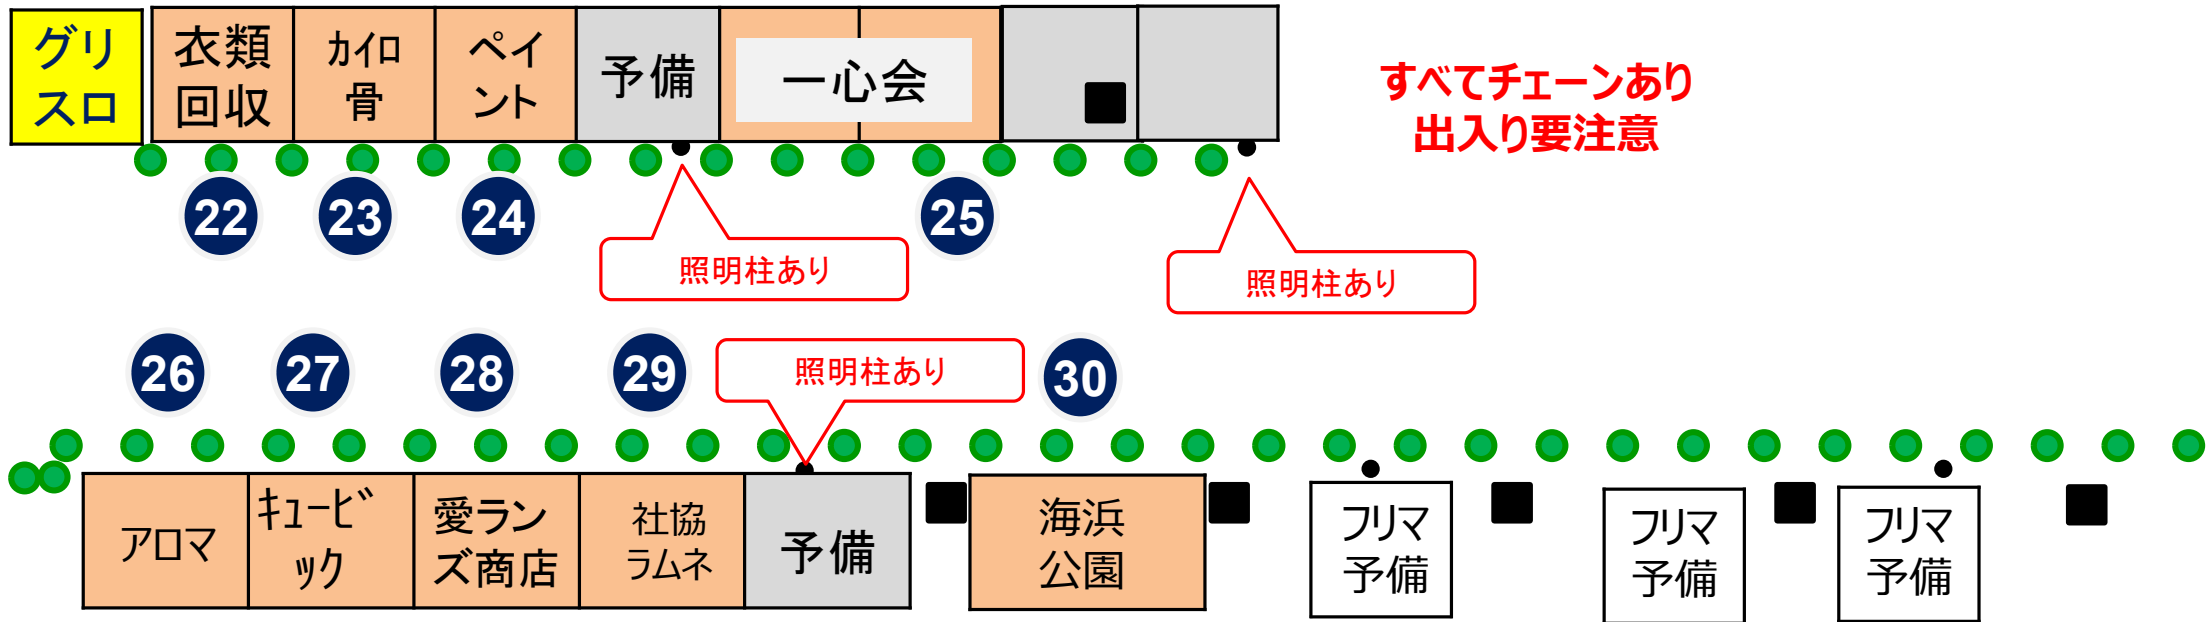 グリ
スロ
衣類
回収
カイロ
骨
ペイ
ント
予備
一心会
すべてチェーンあり
出入り要注意
22
23
24
25
照明柱あり
照明柱あり
26
27
28
29
照明柱あり
30
アロマ
キュービ
ック
愛ラン
ズ商店
社協
ラムネ
予備
海浜
公園
フリマ
予備
フリマ
予備
フリマ
予備